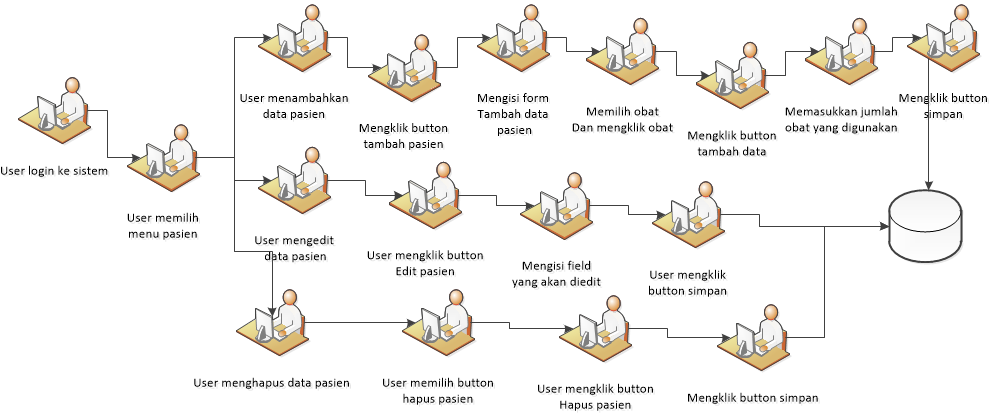 User login ke sistem
User memilih
menu pasien
User menambahkan
data pasien
Mengklik button
tambah pasien
Mengisi form
Tambah data
pasien
Memilih obat
Dan mengklik obat
Mengklik button
tambah data
Memasukkan jumlah
obat yang digunakan
Mengklik button
simpan
User mengedit
data pasien
User mengklik button
Edit pasien
Mengisi field
yang akan diedit
User mengklik
button simpan
User menghapus data pasien
User memilih button
hapus pasien
User mengklik button
Hapus pasien
Mengklik button simpan